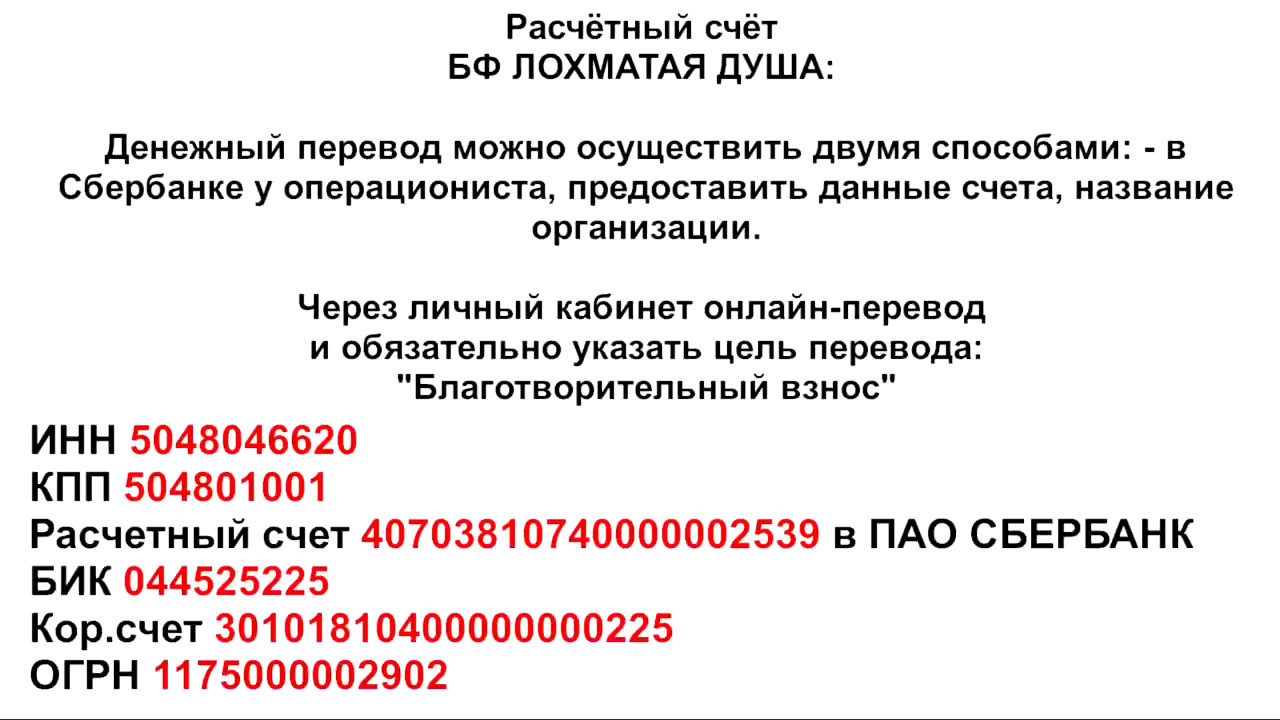 Расчётный счёт
БФ ЛОХМАТАЯ ДУША:
Денежный перевод можно осуществить двумя способами: - в
Сбербанке у операциониста, предоставить данные счета, название
организации.
Через личный кабинет онлайн-перевод
и обязательно указать цель перевода:
"Благотворительный взнос"
ИНН 5048046620
КПП 504801001
Расчетный счет 40703810740000002539 в ПАО СБЕРБАНК
БИК 044525225
Кор.счет 30101810400000000225
ОГРН 1175000002902